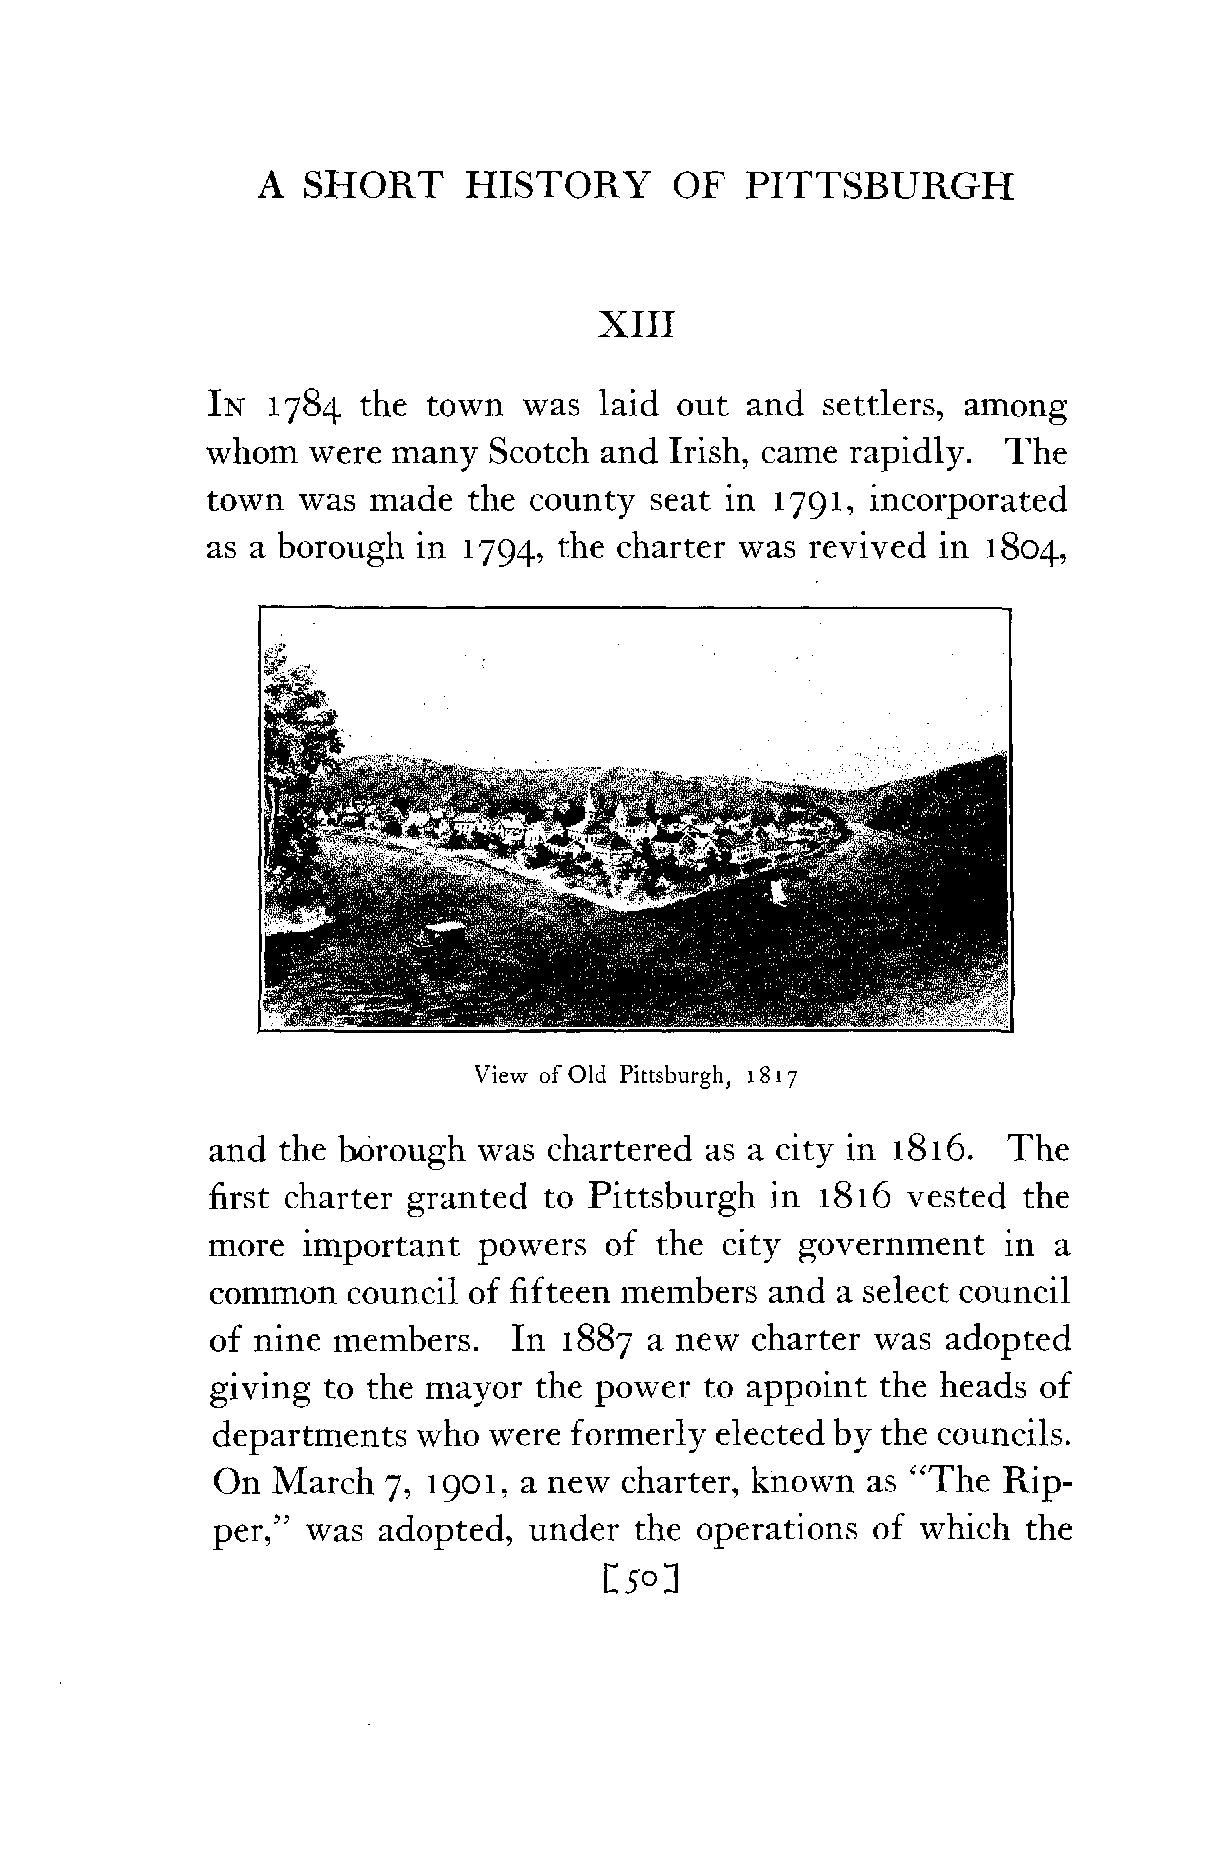 A SHORT HISTORY OF PITTSBURGH
XIII
IN 1784 the town was laid out and settlers, among
whom were many Scotch and Irish, came rapidly. The
town was made the county seat in 1791, incorporated
as a borough in 1794, the charter was revived in 1804,
View of Old Pittsburgh, 1817
and the borough was chartered as a city in 1816. The
first charter granted to Pittsburgh in 1816 vested the
more important powers of the city government in a
common council of fifteen members and a select council
of nine members. In 1887 a new charter was adopted
giving to the mayor the power to appoint the heads of
departments who were formerly elected by the councils.
On March 7, 1901, a new charter, known as “The Rip-
per,” was adopted, under the operations of which the
[50]